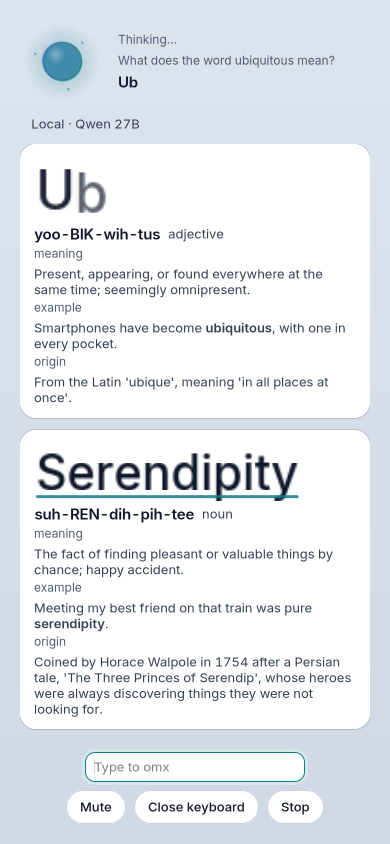 Thinking...
What does the word ubiquitous mean?
Ub
Local · Qwen 27B
Ub
yoo-BIK-wih-tus adjective
meaning
Present, appearing, or found everywhere at the
same time; seemingly omnipresent.
example
Smartphones have become ubiquitous, with one in
every pocket.
origin
From the Latin 'ubique', meaning 'in all places at
once'.
Serendipity
suh-REN-dih-pih-tee noun
meaning
The fact of finding pleasant or valuable things by
chance; happy accident.
example
Meeting my best friend on that train was pure
serendipity.
origin
Coined by Horace Walpole in 1754 after a Persian
tale, 'The Three Princes of Serendip', whose heroes
were always discovering things they were not
looking for.
Type to omx
Mute Close keyboard Stop